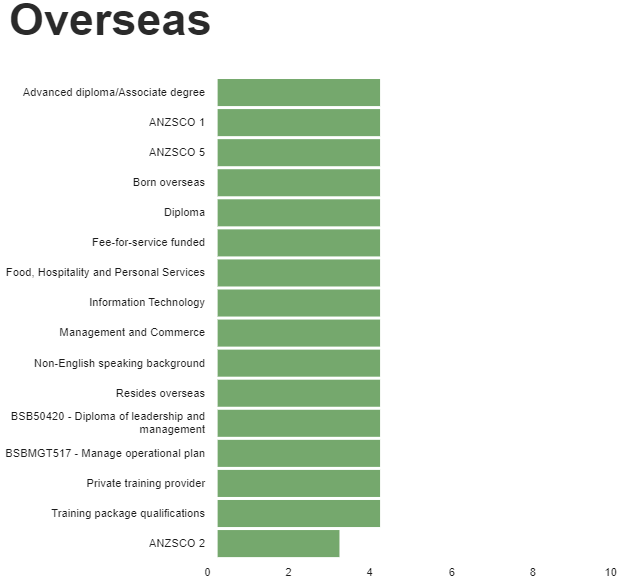 Overseas
Advanced diploma/Associate degree
ANZSCO 1
ANZSCO 5
Born overseas
Diploma
Fee-for-service funded
Food, Hospitality and Personal Services
Information Technology
Management and Commerce
Non-English speaking background
Resides overseas
BSB50420 - Diploma of leadership and
management
BSBMGT517 - Manage operational plan
Private training provider
Training package qualifications
ANZSCO 2
0 2 4 6 8 10